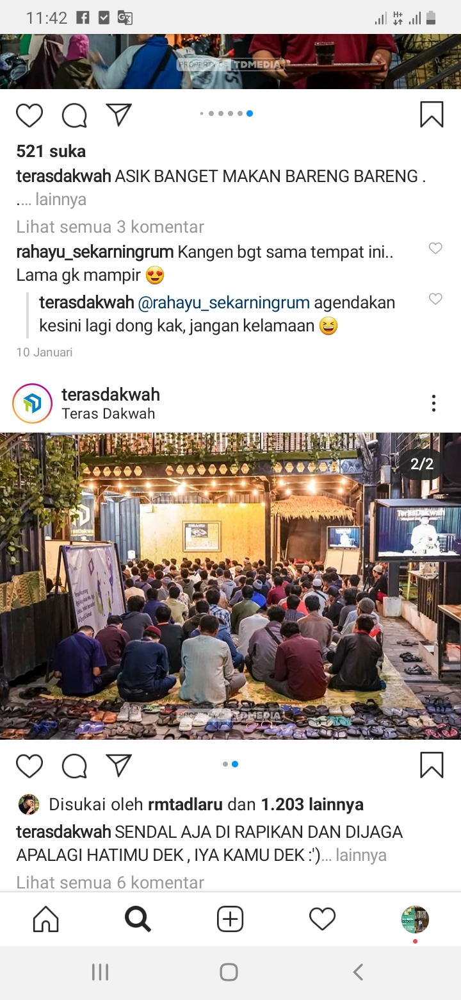 11:42
H+
PROPERTY OF TDMEDIA
521 suka
terasdakwah ASIK BANGET MAKAN BARENG BARENG .
.... lainnya
Lihat semua 3 komentar
rahayu_sekarningrum Kangen bgt sama tempat ini..
Lama gk mampir 😍
terasdakwah @rahayu_sekarningrum agendakan
kesini lagi dong kak, jangan kelamaan 😆
10 Januari
terasdakwah
Teras Dakwah
2/2
TerasDakwah
PROPERTY OF TDMEDIA
Disukai oleh rmtadlaru dan 1.203 lainnya
terasdakwah SENDAL AJA DI RAPIKAN DAN DIJAGA
APALAGI HATIMU DEK , IYA KAMU DEK :')... lainnya
Lihat semua 6 komentar